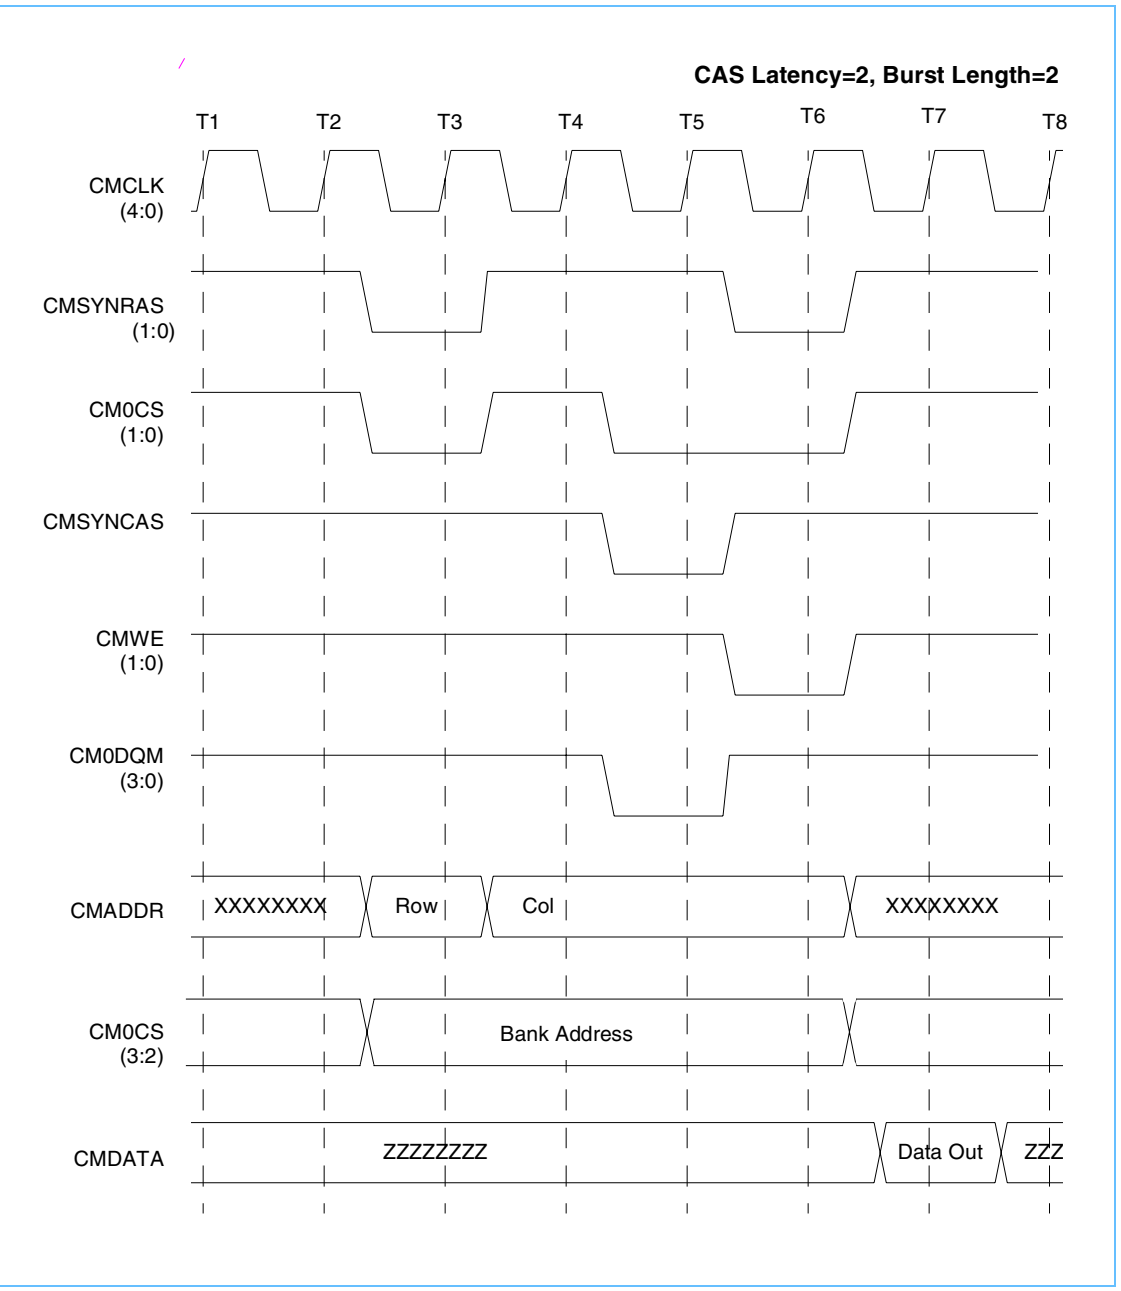 CAS Latency=2, Burst Length=2
T1 T2 T3 T4 T5 T6 T7 T8
CMCLK
(4:0)
CMSYNRAS
(1:0)
CM0CS
(1:0)
CMSYNCAS
CMWE
(1:0)
CM0DQM
(3:0)
CMADDR XXXXXXXX Row Col XXXXXXXX
CM0CS
(3:2)
Bank Address
CMDATA ZZZZZZZZ Data Out ZZZ